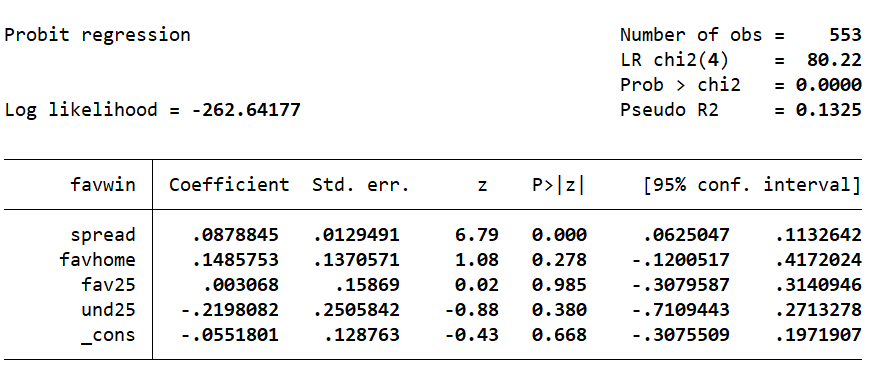 Probit regression Number of obs = 553
LR chi2(4) = 80.22
Prob > chi2 = 0.0000
Log likelihood = -262.64177 Pseudo R2 = 0.1325
favwin Coefficient Std. err. z P>|z| [95% conf. interval]
spread .0878845 .0129491 6.79 0.000 .0625047 .1132642
favhome .1485753 .1370571 1.08 0.278 -.1200517 .4172024
fav25 .003068 .15869 0.02 0.985 -.3079587 .3140946
und25 -.2198082 .2505842 -0.88 0.380 -.7109443 .2713278
_cons -.0551801 .128763 -0.43 0.668 -.3075509 .1971907